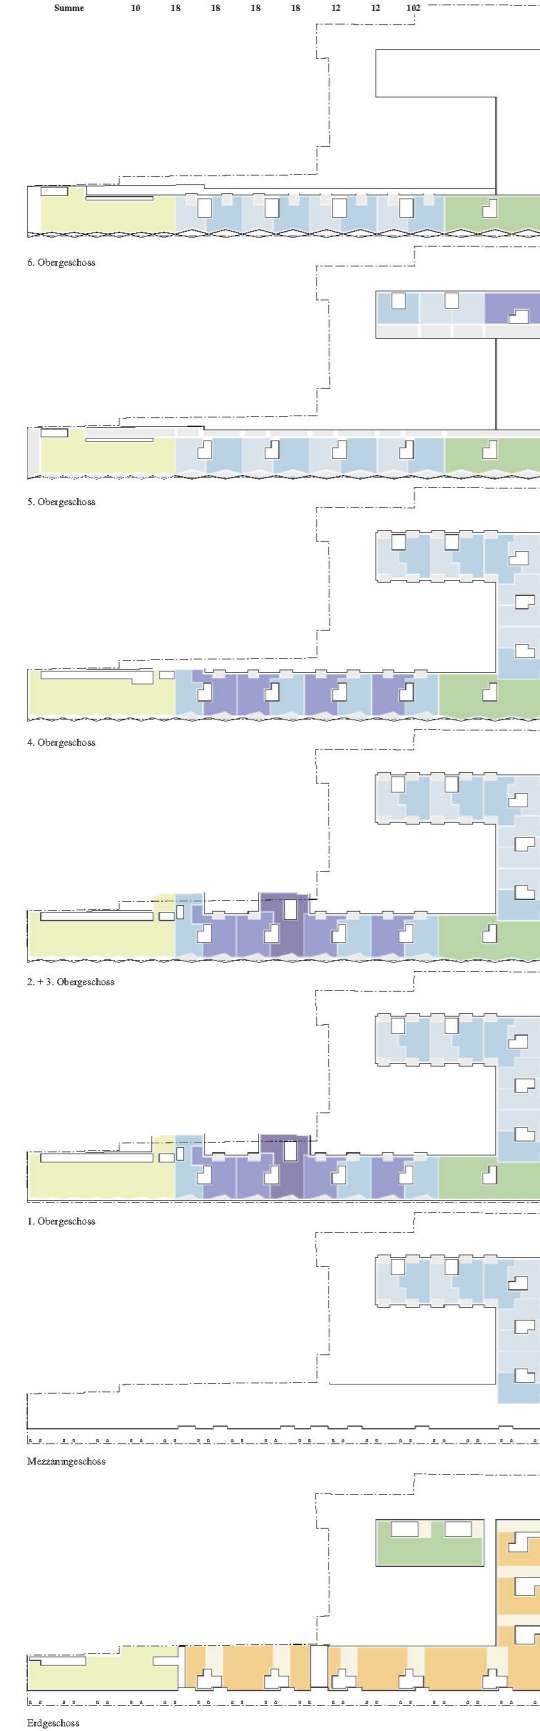 Summe 10 18 18 18 18 12 12 102
6. Obergeschoss
5. Obergeschoss
4. Obergeschoss
2. + 3. Obergeschoss
1. Obergeschoss
Mezzaningeschoss
Erdgeschoss